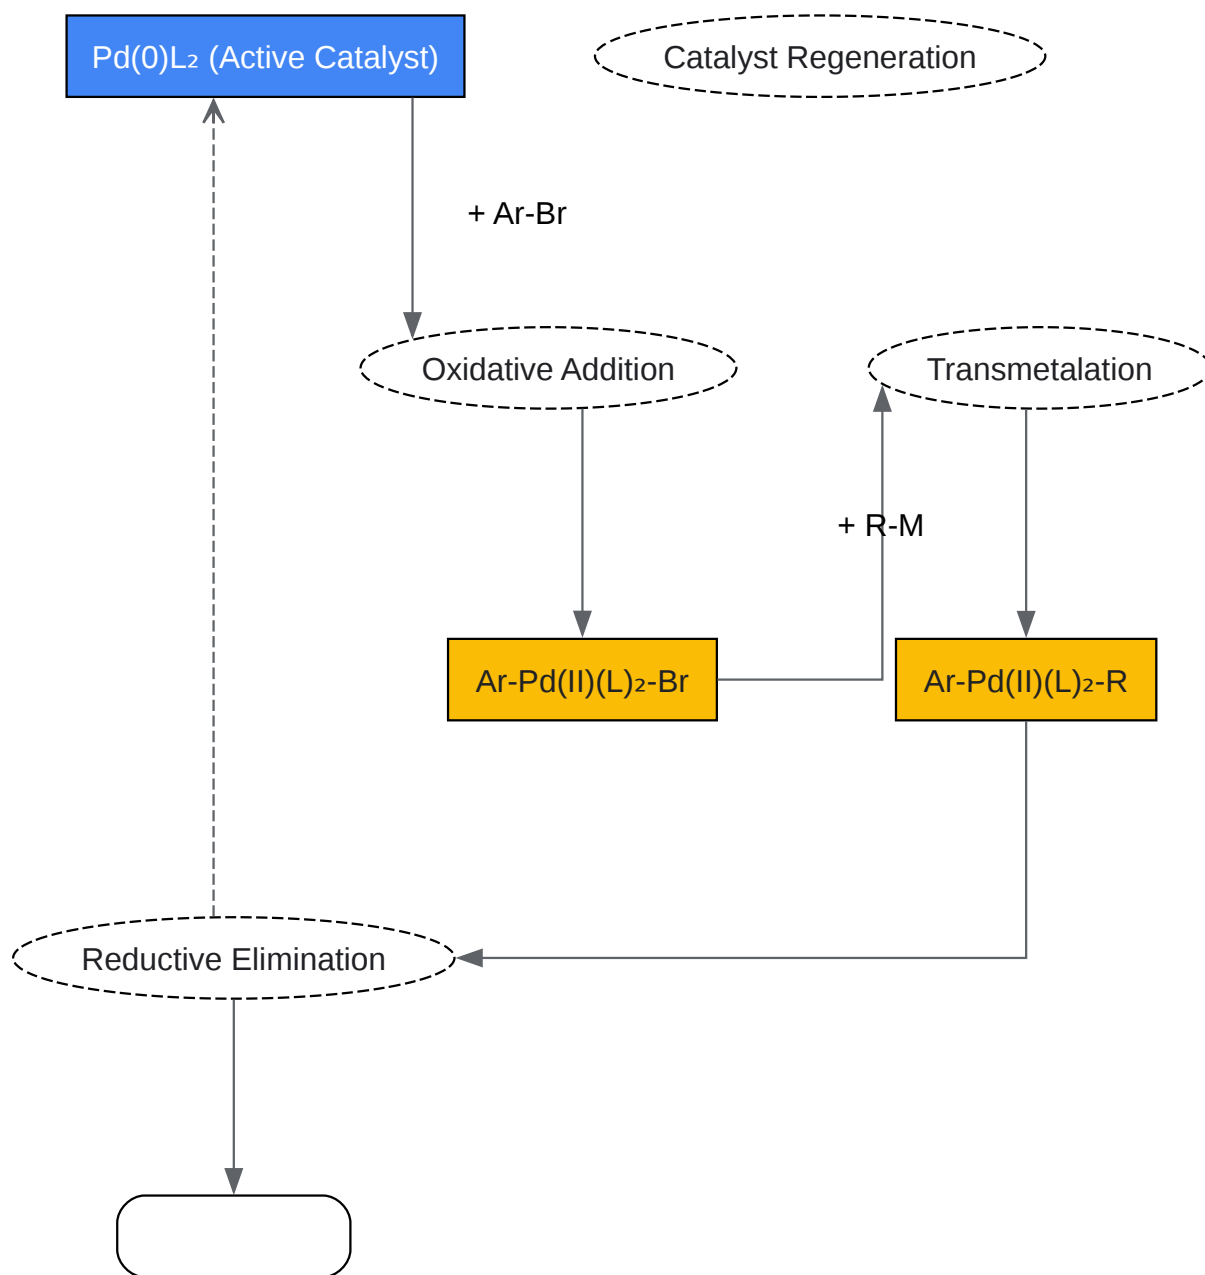 Pd(0)L₂ (Active Catalyst)
Catalyst Regeneration
+ Ar-Br
Oxidative Addition
Transmetalation
+ R-M
Ar-Pd(II)(L)₂-Br
Ar-Pd(II)(L)₂-R
Reductive Elimination